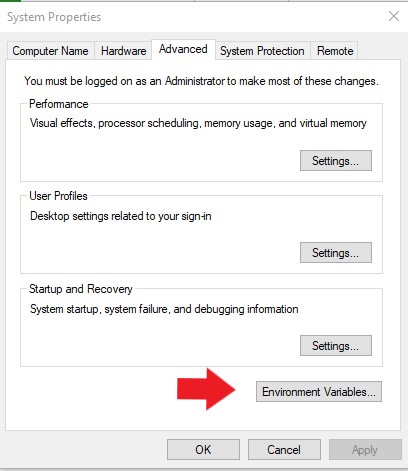 System Properties
Computer Name Hardware Advanced System Protection Remote
You must be logged on as an Administrator to make most of these changes.
Performance
Visual effects, processor scheduling, memory usage, and virtual memory
Settings...
User Profiles
Desktop settings related to your sign-in
Settings...
Startup and Recovery
System startup, system failure, and debugging information
Settings...
Environment Variables...
OK Cancel Apply